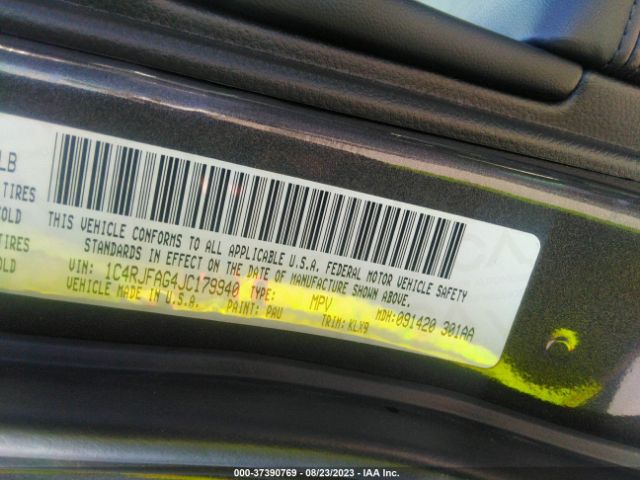 LB
TIRES
OLD
TIRES
OLD
THIS VEHICLE CONFORMS TO ALL APPLICABLE U.S.A. FEDERAL MOTOR VEHICLE SAFETY
STANDARDS IN EFFECT ON THE DATE OF MANUFACTURE SHOWN ABOVE.
VIN: 1C4RJFAG4JC179940 TYPE: MPV MDH:091420 301AA
VEHICLE MADE IN U.S.A. PAINT: PAU TRIM: KLX9
000-37390769 - 08/23/2023 - IAA Inc.